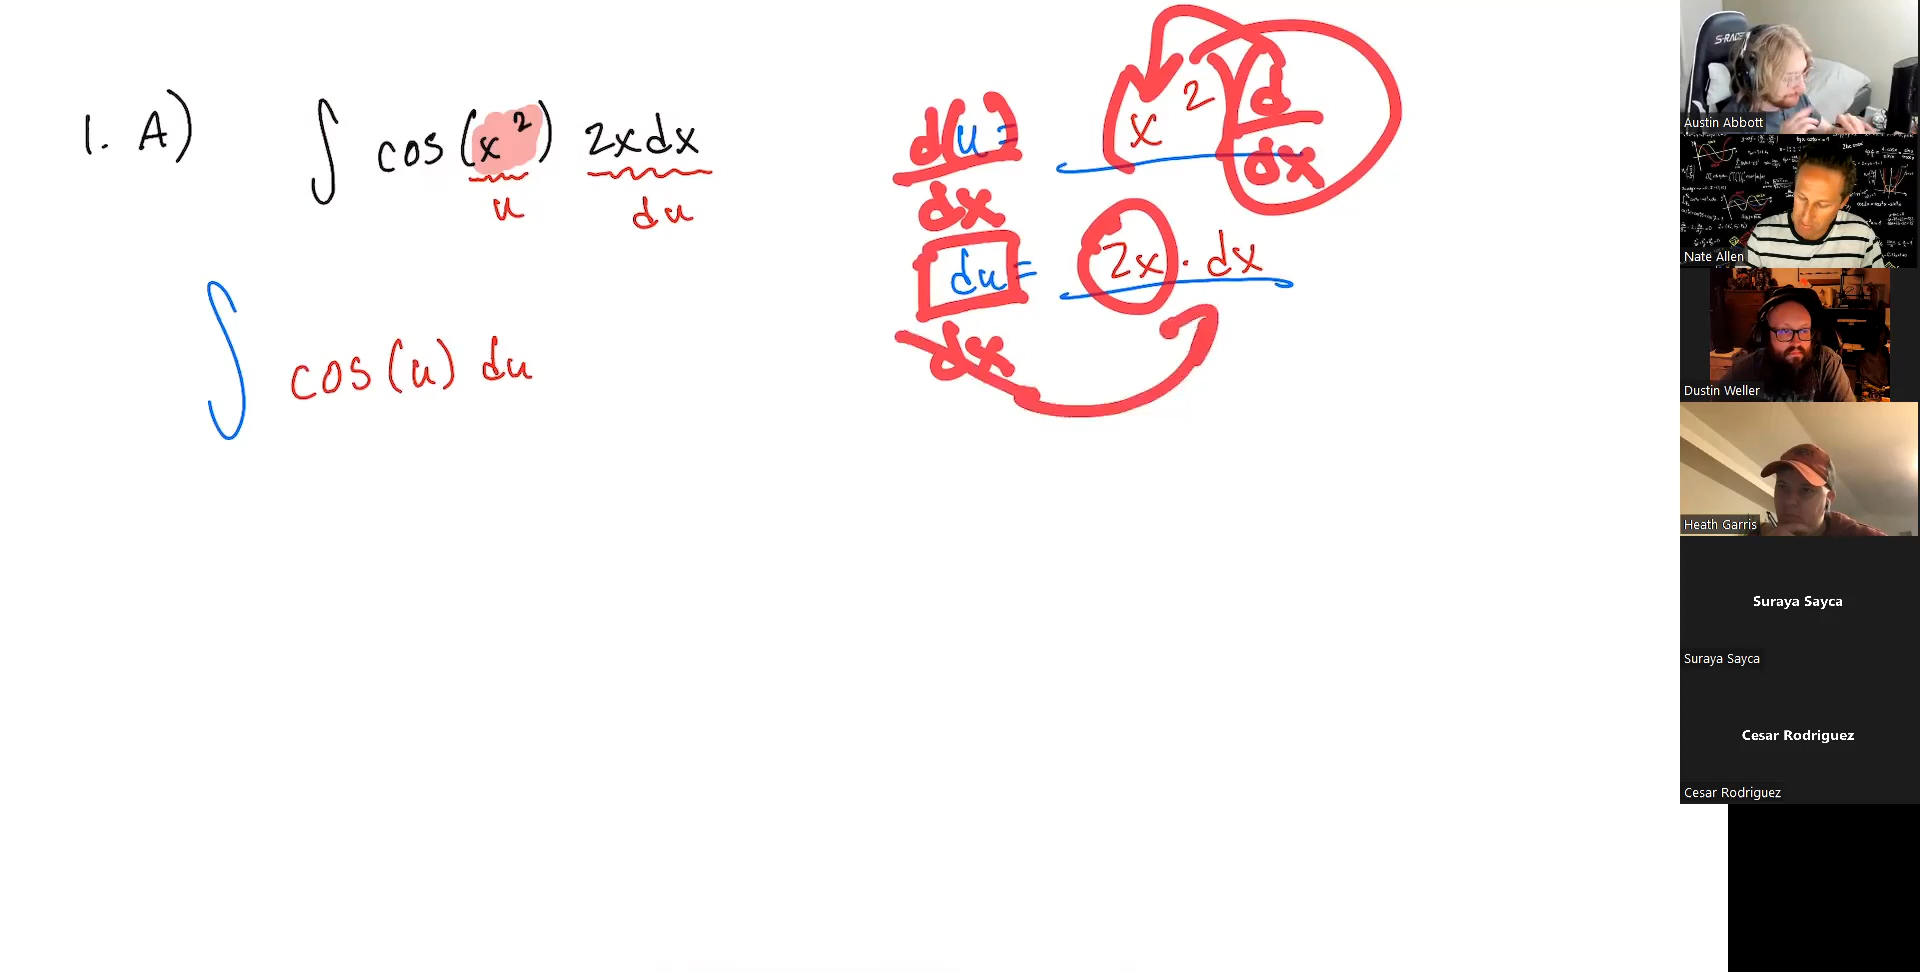 1. A) ∫ cos(x²) 2x dx
u du
d(u)/dx = (x²) d/dx
du/dx = 2x · dx
∫ cos(u) du
S-RACER
Austin Abbott
Nate Allen
Dustin Weller
Heath Garris
Suraya Sayca
Suraya Sayca
Cesar Rodriguez
Cesar Rodriguez